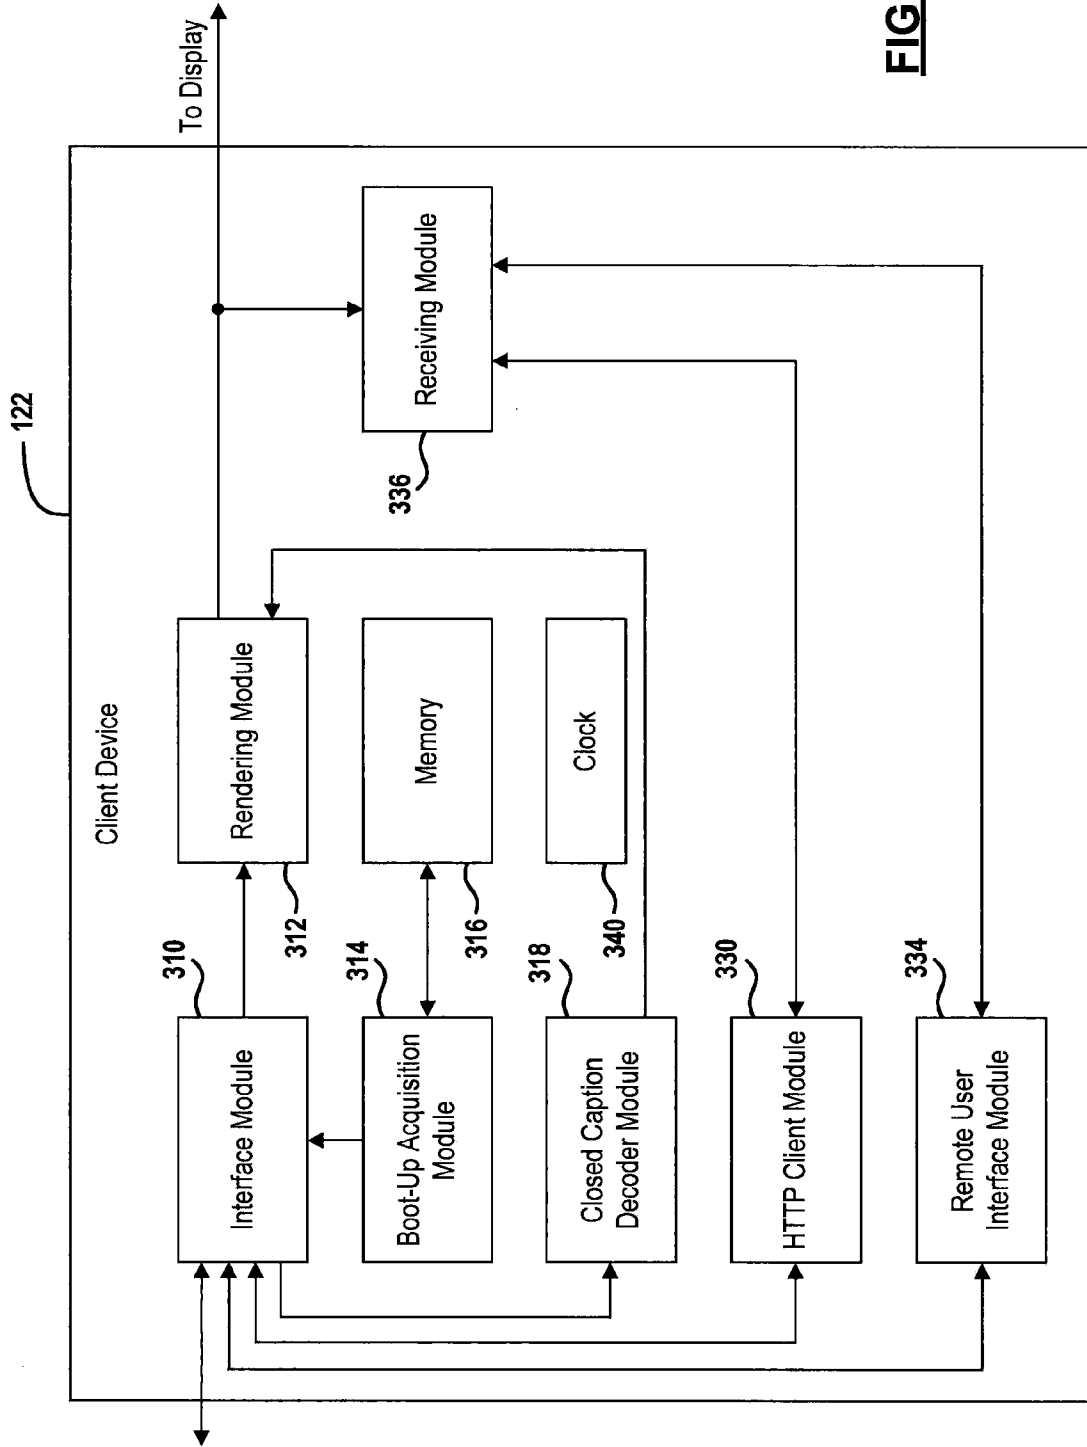 122
Client Device
To Display
310
Interface Module
Rendering Module
312
314
Boot-Up Acquisition
Module
Memory
316
336
Receiving Module
318
Closed Caption
Decoder Module
Clock
340
330
HTTP Client Module
334
Remote User
Interface Module
FIG